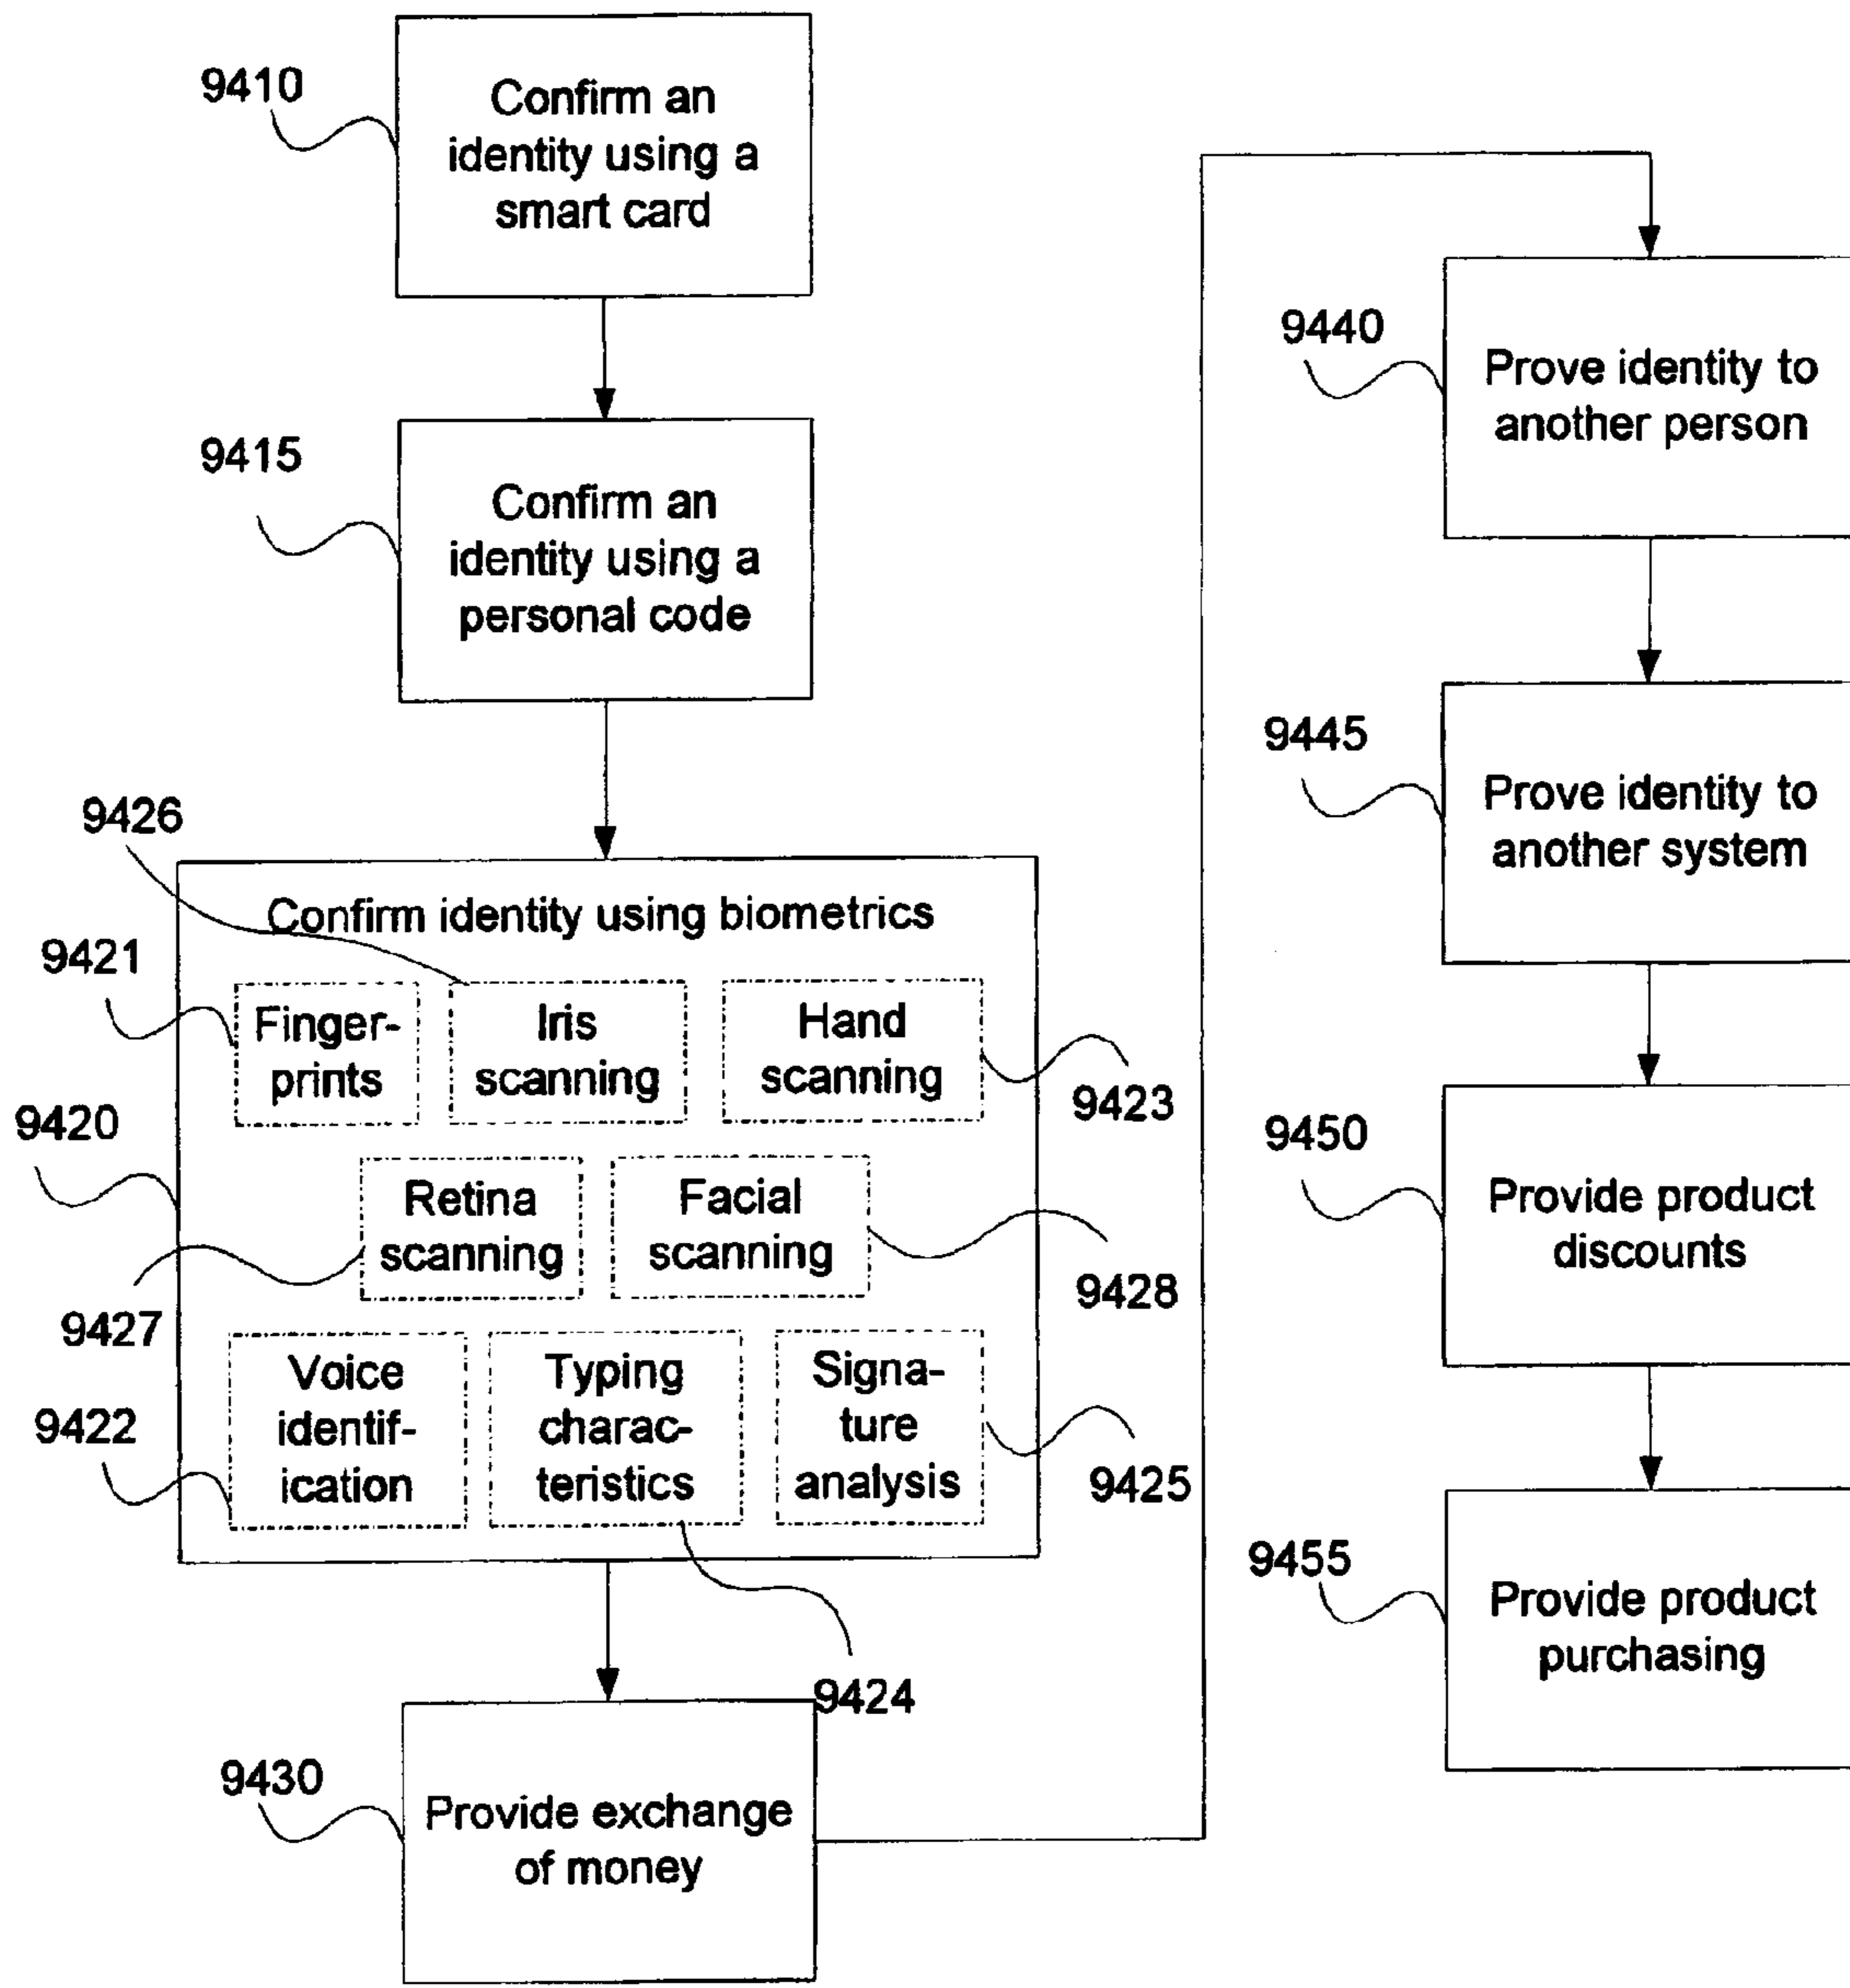 9410
Confirm an
identity using a
smart card
9415
Confirm an
identity using a
personal code
9426
Confirm identity using biometrics
9421
Finger-
prints
Iris
scanning
Hand
scanning
9423
9420
Retina
scanning
Facial
scanning
9427
9428
Voice
identif-
ication
Typing
charac-
teristics
Signa-
ture
analysis
9422
9425
9424
9430
Provide exchange
of money
9440
Prove identity to
another person
9445
Prove identity to
another system
9450
Provide product
discounts
9455
Provide product
purchasing